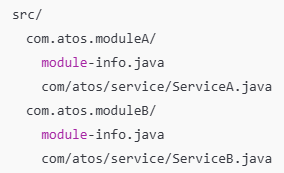 src/
com.atos.moduleA/
module-info.java
com/atos/service/ServiceA.java
com.atos.moduleB/
module-info.java
com/atos/service/ServiceB.java